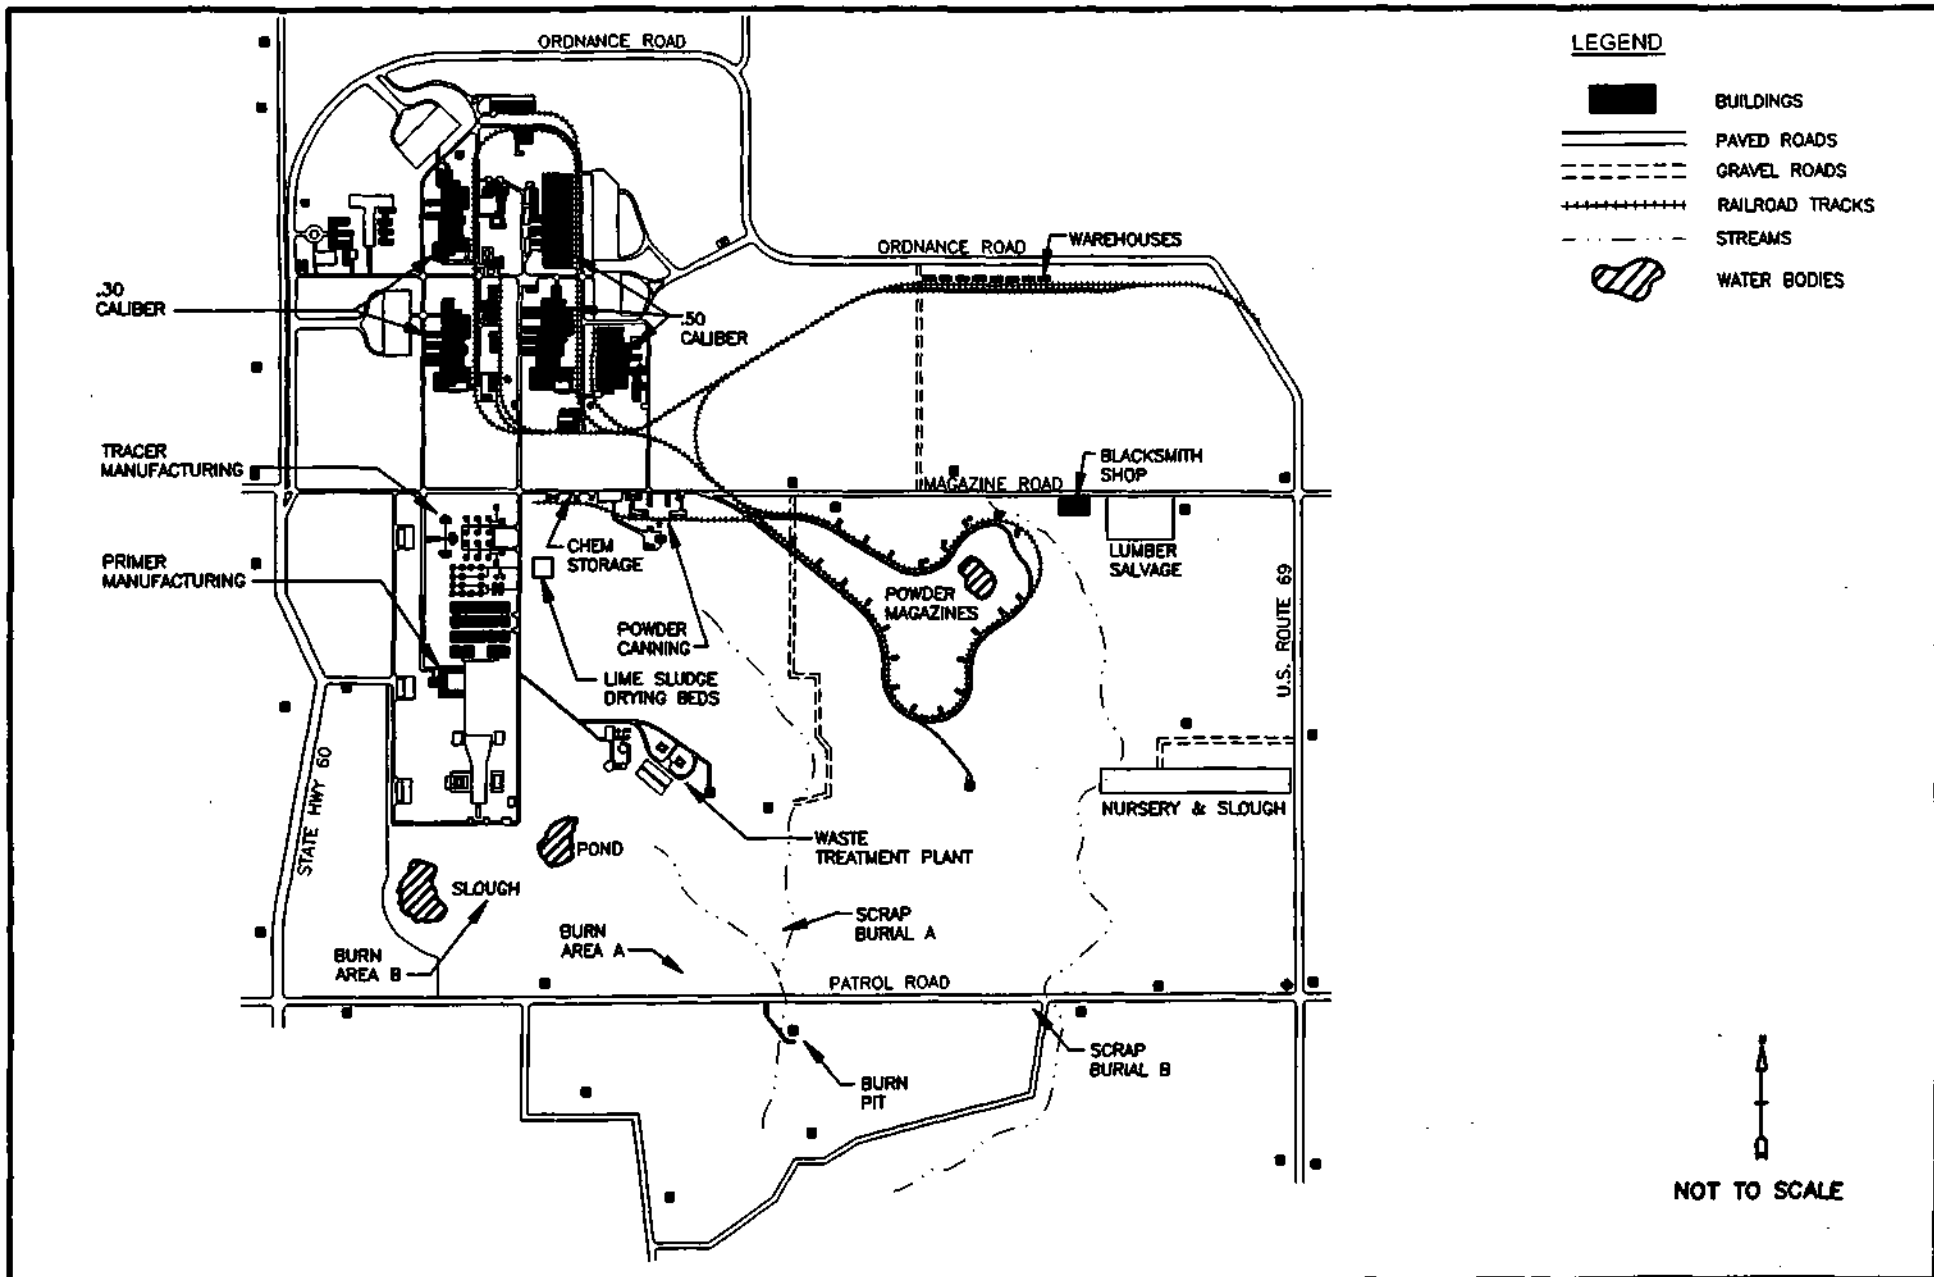 ORDNANCE ROAD
LEGEND
BUILDINGS
PAVED ROADS
GRAVEL ROADS
RAILROAD TRACKS
STREAMS
WATER BODIES
ORDNANCE ROAD
WAREHOUSES
.30
CALIBER
.50
CALIBER
TRACER
MANUFACTURING
BLACKSMITH
SHOP
MAGAZINE ROAD
PRIMER
MANUFACTURING
CHEM
STORAGE
LUMBER
SALVAGE
POWDER
MAGAZINES
POWDER
CANNING
LIME SLUDGE
DRYING BEDS
U.S. ROUTE 69
STATE HWY 60
NURSERY & SLOUGH
POND
WASTE
TREATMENT PLANT
SLOUGH
SCRAP
BURIAL A
BURN
AREA A
BURN
AREA B
PATROL ROAD
SCRAP
BURIAL B
BURN
PIT
N
NOT TO SCALE